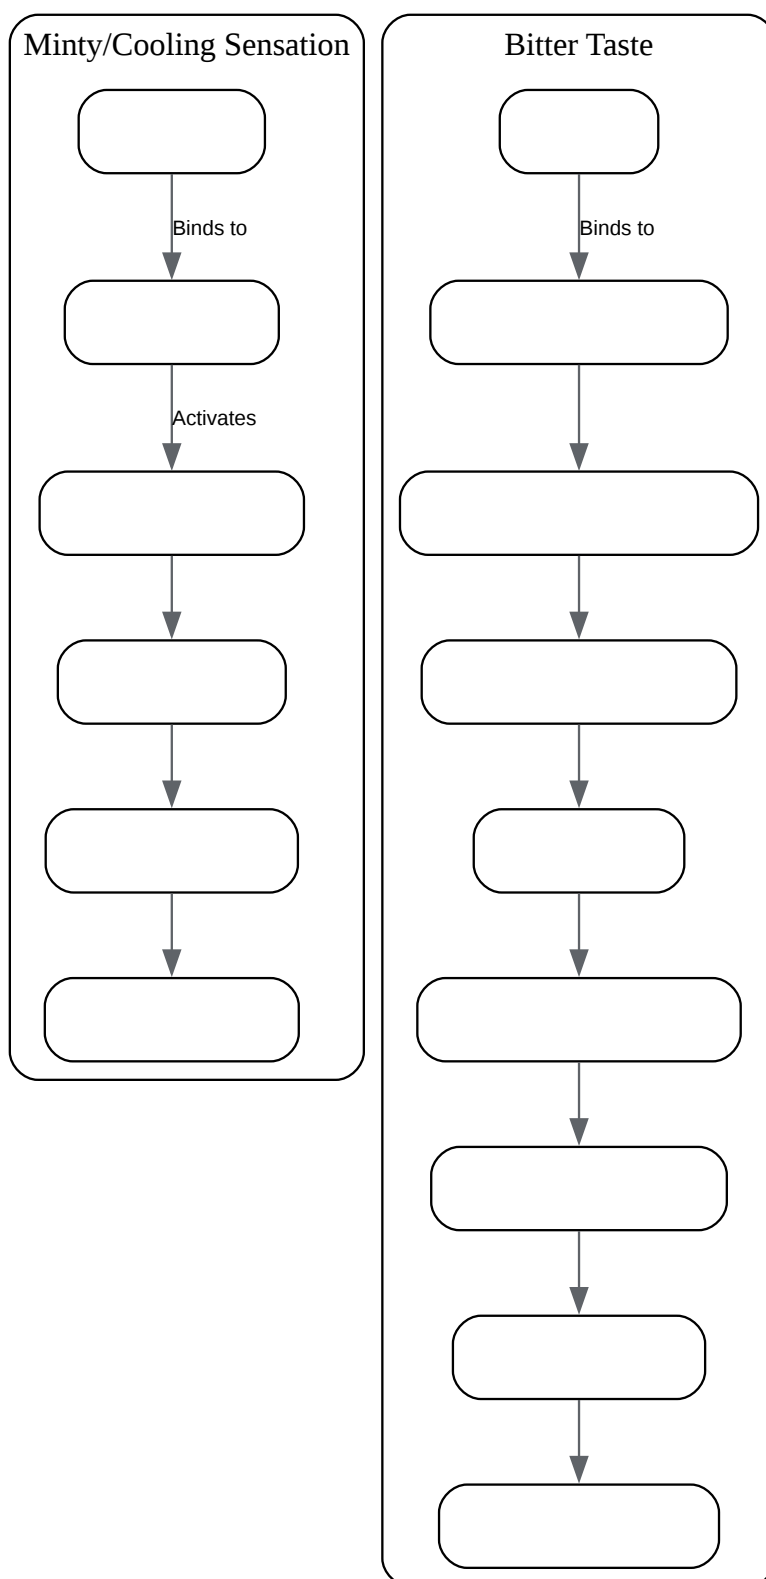 Minty/Cooling Sensation
Binds to
Activates
Bitter Taste
Binds to